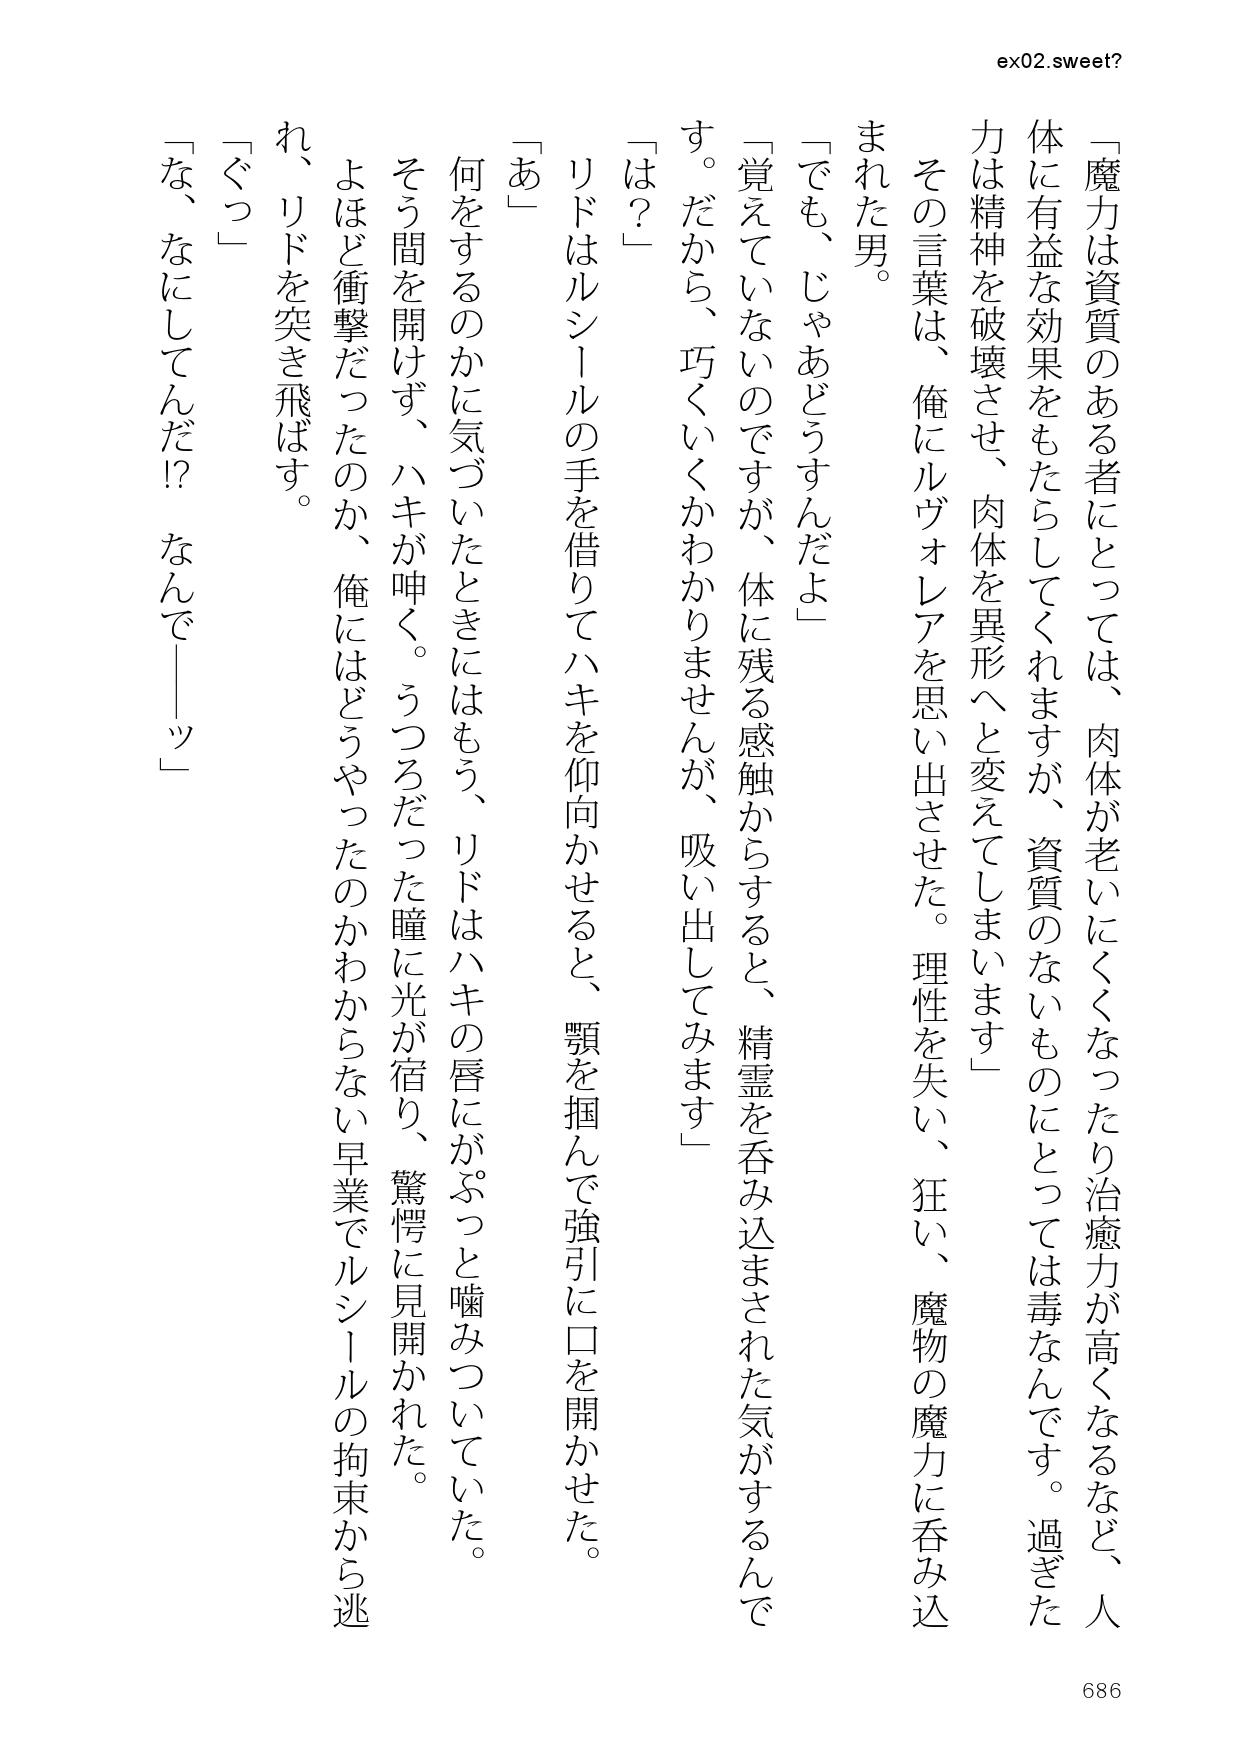 ex02.sweet?
「魔力は資質のある者にとっては、肉体が老いにくくなったり治癒力が高くなるなど、人
体に有益な効果をもたらしてくれますが、資質のないものにとっては毒なんです。過ぎた
力は精神を破壊させ、肉体を異形へと変えてしまいます」
　その言葉は、俺にルヴォレアを思い出させた。理性を失い、狂い、魔物の魔力に呑み込
まれた男。
「でも、じゃあどうすんだよ」
「覚えていないのですが、体に残る感触からすると、精霊を呑み込まされた気がするんで
す。だから、巧くいくかわかりませんが、吸い出してみます」
「は？」
　リドはルシールの手を借りてハキを仰向かせると、顎を掴んで強引に口を開かせた。
「あ」
　何をするのかに気づいたときにはもう、リドはハキの唇にがぷっと噛みついていた。
　そう間を開けず、ハキが呻く。うつろだった瞳に光が宿り、驚愕に見開かれた。
　よほど衝撃だったのか、俺にはどうやったのかわからない早業でルシールの拘束から逃
れ、リドを突き飛ばす。
「ぐっ」
「な、なにしてんだ!?　なんで――ッ」
686